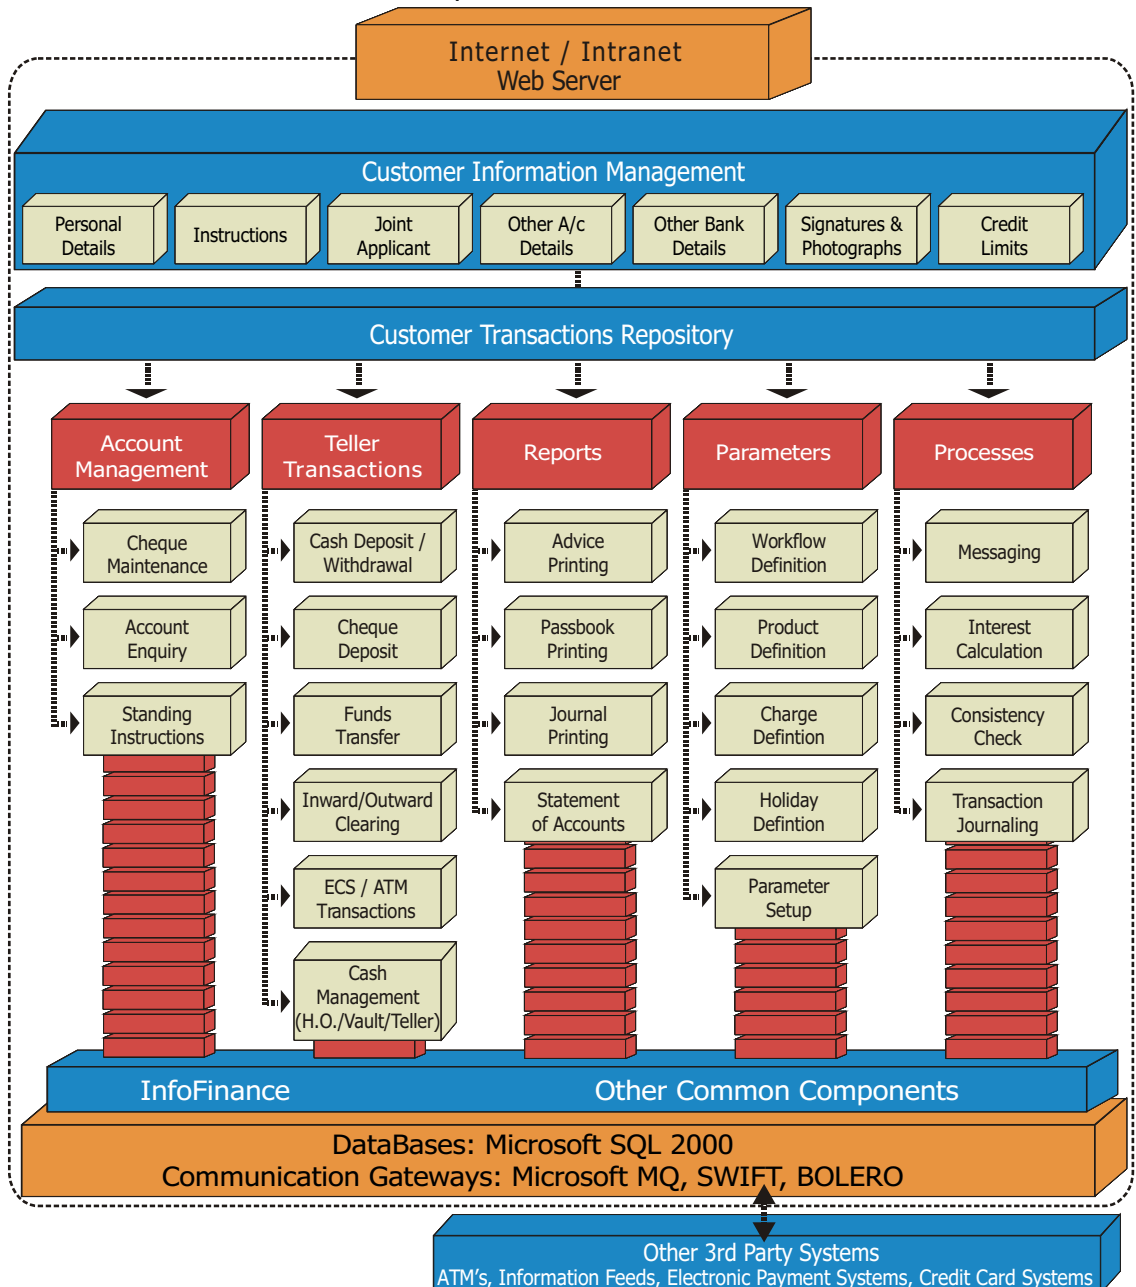 Internet / Intranet
Web Server
Customer Information Management
Personal
Details
Instructions
Joint
Applicant
Other A/c
Details
Other Bank
Details
Signatures &
Photographs
Credit
Limits
Customer Transactions Repository
Account
Management
Cheque
Maintenance
Account
Enquiry
Standing
Instructions
Teller
Transactions
Cash Deposit /
Withdrawal
Cheque
Deposit
Funds
Transfer
Inward/Outward
Clearing
ECS / ATM
Transactions
Cash
Management
(H.O./Vault/Teller)
Reports
Advice
Printing
Passbook
Printing
Journal
Printing
Statement
of Accounts
Parameters
Workflow
Definition
Product
Definition
Charge
Defintion
Holiday
Defintion
Parameter
Setup
Processes
Messaging
Interest
Calculation
Consistency
Check
Transaction
Journaling
InfoFinance
Other Common Components
DataBases: Microsoft SQL 2000
Communication Gateways: Microsoft MQ, SWIFT, BOLERO
Other 3rd Party Systems
ATM's, Information Feeds, Electronic Payment Systems, Credit Card Systems